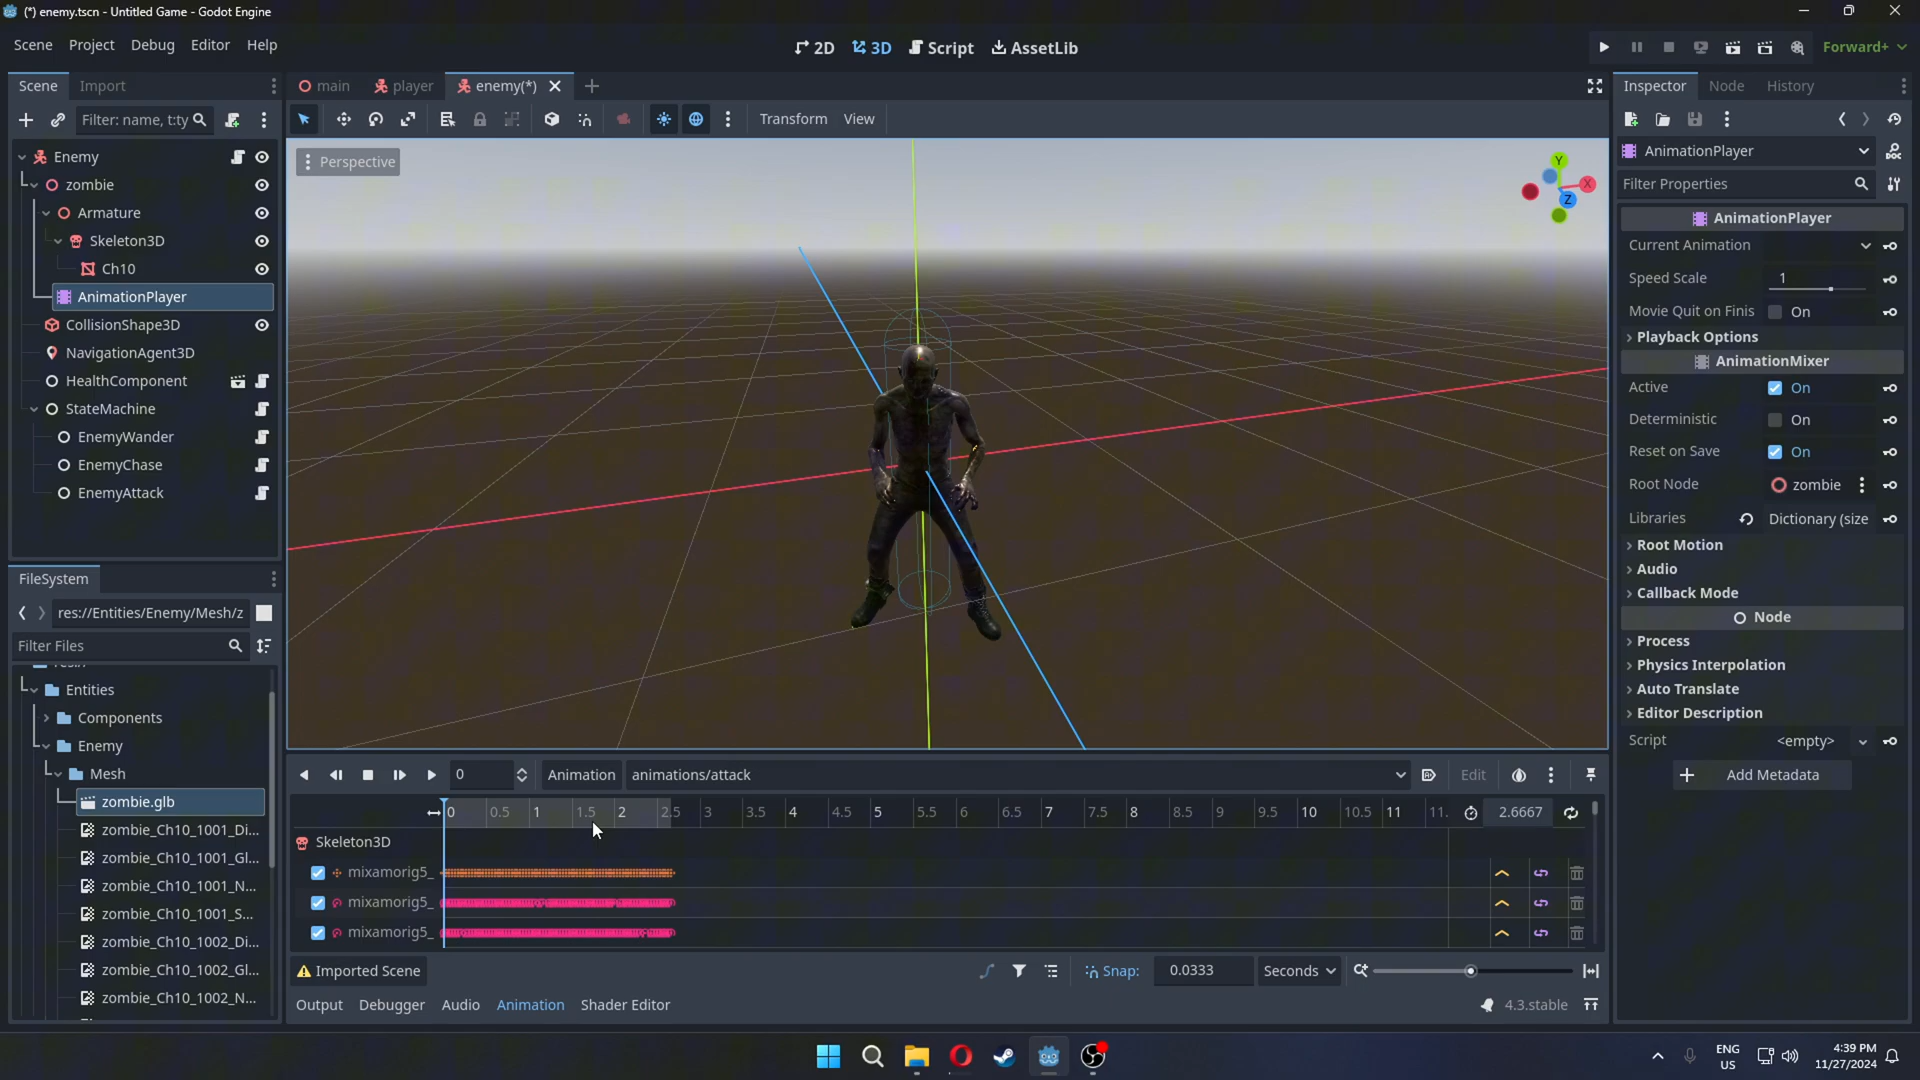 (*) enemy.tscn - Untitled Game - Godot Engine
Scene Project Debug Editor Help
2D 3D Script AssetLib
Forward+
Scene Import
main player enemy(*)
Inspector Node History
Filter: name, t:ty
Transform View
Perspective
X
Y
Z
Enemy
zombie
Armature
Skeleton3D
Ch10
AnimationPlayer
CollisionShape3D
NavigationAgent3D
HealthComponent
StateMachine
EnemyWander
EnemyChase
EnemyAttack
FileSystem
res://Entities/Enemy/Mesh/z
Filter Files
Entities
Components
Enemy
Mesh
zombie.glb
zombie_Ch10_1001_Di...
zombie_Ch10_1001_Gl...
zombie_Ch10_1001_N...
zombie_Ch10_1001_S...
zombie_Ch10_1002_Di...
zombie_Ch10_1002_Gl...
zombie_Ch10_1002_N...
0 Animation animations/attack Edit
0 0.5 1 1.5 2 2.5 3 3.5 4 4.5 5 5.5 6 6.5 7 7.5 8 8.5 9 9.5 10 10.5 11 11. 2.6667
Skeleton3D
mixamorig5_
mixamorig5_
mixamorig5_
Imported Scene Snap: 0.0333 Seconds
Output Debugger Audio Animation Shader Editor 4.3.stable
AnimationPlayer
Filter Properties
AnimationPlayer
Current Animation
Speed Scale 1
Movie Quit on Finis On
Playback Options
AnimationMixer
Active On
Deterministic On
Reset on Save On
Root Node zombie
Libraries Dictionary (size
Root Motion
Audio
Callback Mode
Node
Process
Physics Interpolation
Auto Translate
Editor Description
Script <empty>
Add Metadata
ENG
US
4:39 PM
11/27/2024